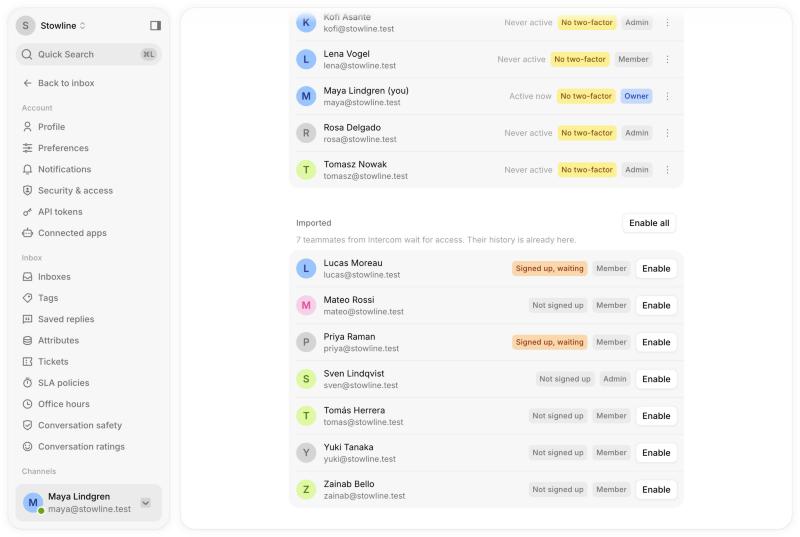 S Stowline
Quick Search ⌘L
Back to inbox
Account
Profile
Preferences
Notifications
Security & access
API tokens
Connected apps
Inbox
Inboxes
Tags
Saved replies
Attributes
Tickets
SLA policies
Office hours
Conversation safety
Conversation ratings
Channels
M Maya Lindgren
maya@stowline.test
K Kofi Asante
kofi@stowline.test
Never active No two-factor Admin
L Lena Vogel
lena@stowline.test
Never active No two-factor Member
M Maya Lindgren (you)
maya@stowline.test
Active now No two-factor Owner
R Rosa Delgado
rosa@stowline.test
Never active No two-factor Admin
T Tomasz Nowak
tomasz@stowline.test
Never active No two-factor Admin
Imported
Enable all
7 teammates from Intercom wait for access. Their history is already here.
L Lucas Moreau
lucas@stowline.test
Signed up, waiting Member Enable
M Mateo Rossi
mateo@stowline.test
Not signed up Member Enable
P Priya Raman
priya@stowline.test
Signed up, waiting Member Enable
S Sven Lindqvist
sven@stowline.test
Not signed up Admin Enable
T Tomás Herrera
tomas@stowline.test
Not signed up Member Enable
Y Yuki Tanaka
yuki@stowline.test
Not signed up Member Enable
Z Zainab Bello
zainab@stowline.test
Not signed up Member Enable